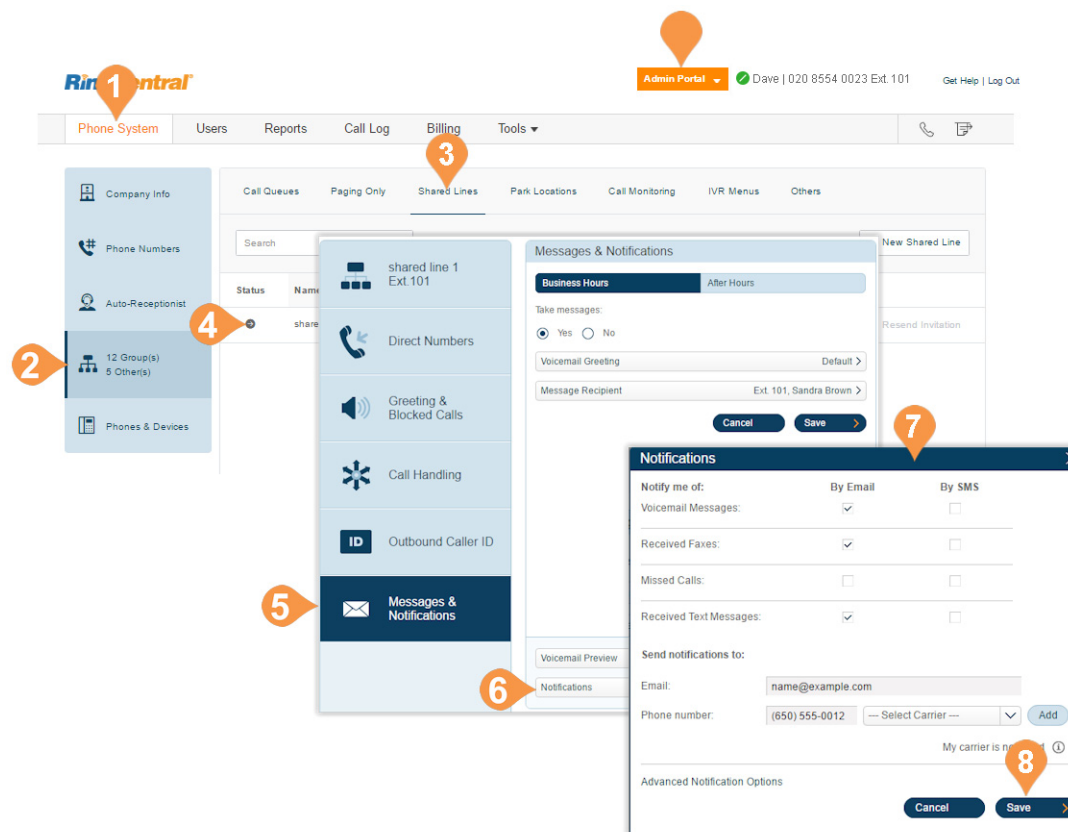 Admin Portal
Dave | 020 8554 0023 Ext. 101
Get Help | Log Out
1
Phone System
Users
Reports
Call Log
Billing
Tools
3
Company Info
Phone Numbers
Auto-Receptionist
2
12 Group(s)
5 Other(s)
Phones & Devices
Call Queues
Paging Only
Shared Lines
Park Locations
Call Monitoring
IVR Menus
Others
Search
New Shared Line
Status
4
Resend Invitation
shared line 1
Ext.101
Direct Numbers
Greeting &
Blocked Calls
Call Handling
ID
Outbound Caller ID
5
Messages &
Notifications
Messages & Notifications
Business Hours
After Hours
Take messages:
Yes
No
Voicemail Greeting
Default
Message Recipient
Ext. 101, Sandra Brown
Cancel
Save
Voicemail Preview
6
Notifications
7
Notifications
Notify me of:
By Email
By SMS
Voicemail Messages:
Received Faxes:
Missed Calls:
Received Text Messages:
Send notifications to:
Email:
name@example.com
Phone number:
(650) 555-0012
--- Select Carrier ---
Add
My carrier is
8
Advanced Notification Options
Cancel
Save